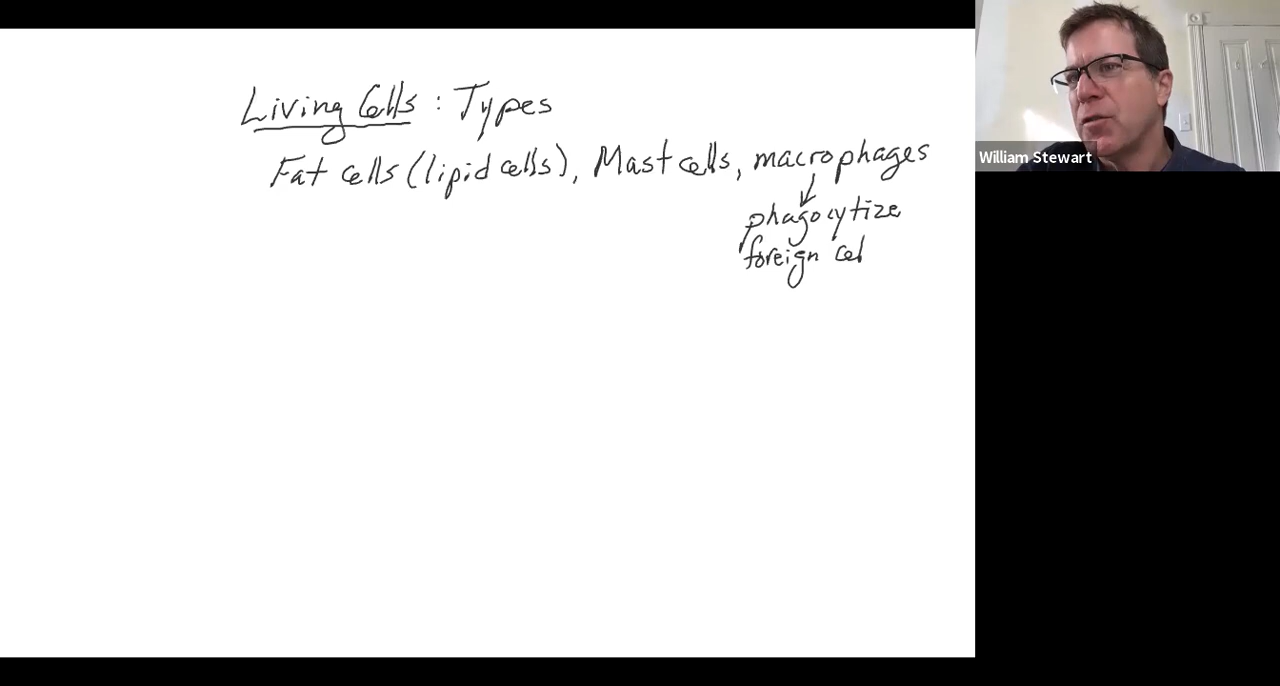 Living Cells : Types
Fat cells (lipid cells), Mast cells, macrophages
phagocytize
foreign cel
William Stewart